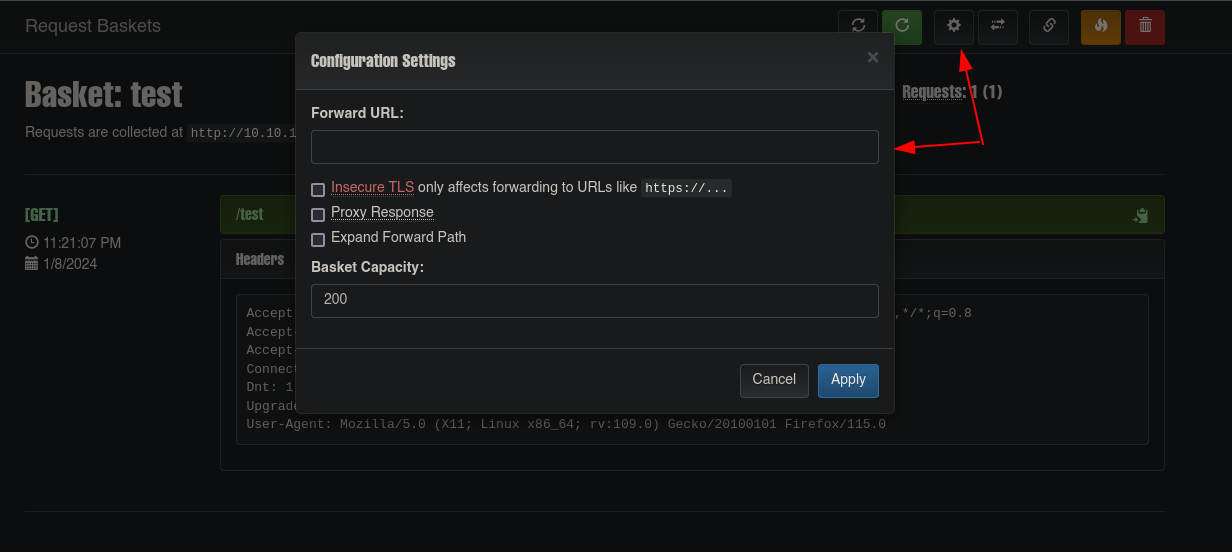 Request Baskets
Configuration Settings
×
Basket: test
Requests: 1 (1)
Forward URL:
Requests are collected at http://10.10.1
Insecure TLS only affects forwarding to URLs like https://...
[GET]
/test
Proxy Response
11:21:07 PM
Expand Forward Path
1/8/2024
Headers
Basket Capacity:
200
Accept
,*/*;q=0.8
Accept-
Accept-
Connect
Dnt: 1
Upgrade
User-Agent: Mozilla/5.0 (X11; Linux x86_64; rv:109.0) Gecko/20100101 Firefox/115.0
Cancel
Apply